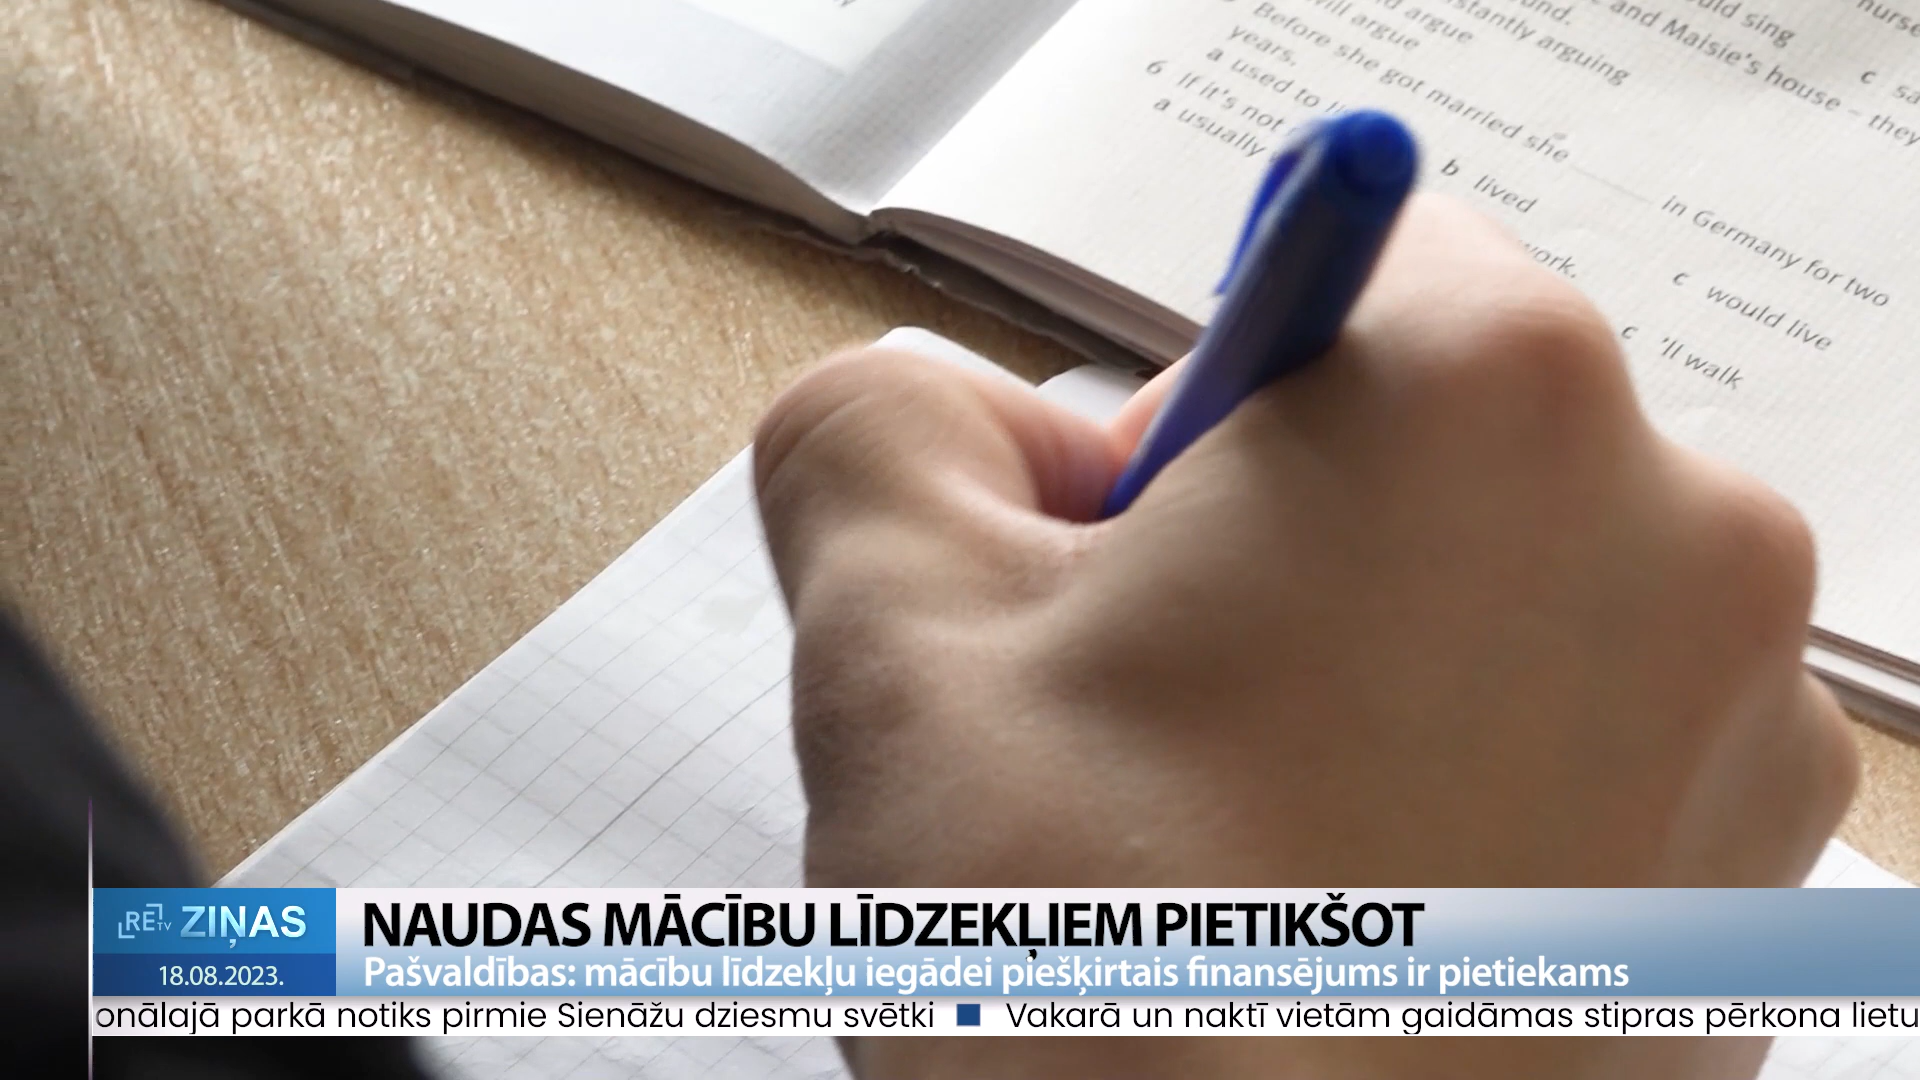 and Maisie's house – they
stantly arguing
will argue
argue
Before she got married she in Germany for two
years.
a used to
b lived
c would live
6 If it's not work.
a usually
c 'll walk
RE TV ZIŅAS
18.08.2023.
NAUDAS MĀCĪBU LĪDZEKĻIEM PIETIKŠOT
Pašvaldības: mācību līdzekļu iegādei piešķirtais finansējums ir pietiekams
onālajā parkā notiks pirmie Sienāžu dziesmu svētki ■ Vakarā un naktī vietām gaidāmas stipras pērkona lietu